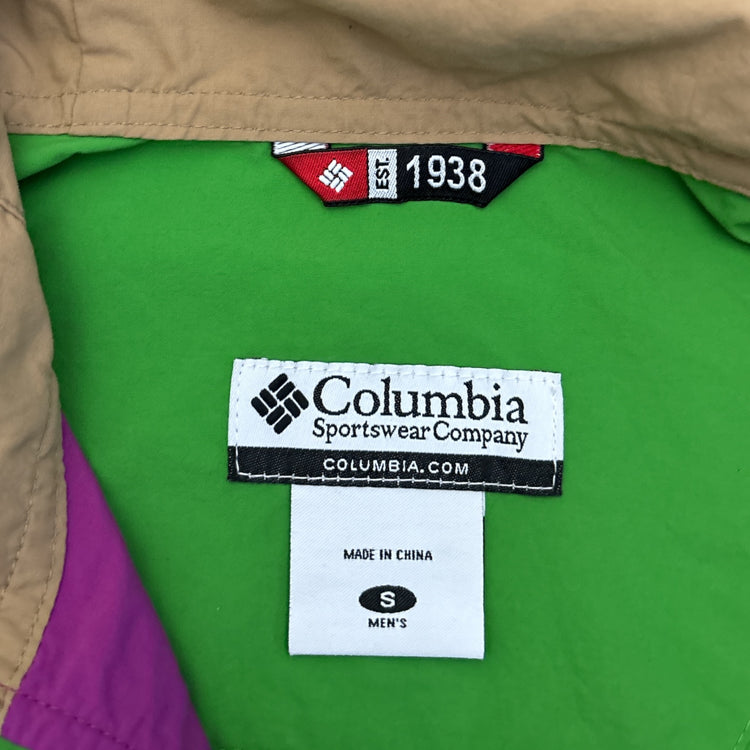 EST. 1938
Columbia
Sportswear Company
COLUMBIA.COM
MADE IN CHINA
S
MEN'S